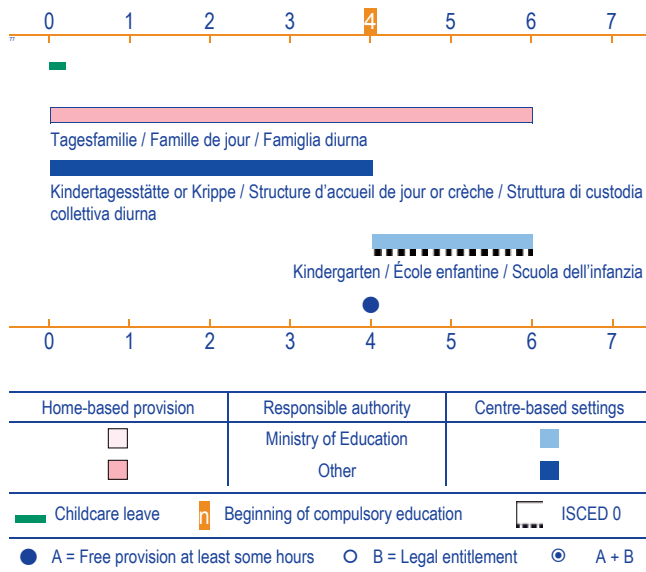 0 1 2 3 4 5 6 7
Tagesfamilie / Famille de jour / Famiglia diurna
Kindertagesstätte or Krippe / Structure d'accueil de jour or crèche / Struttura di custodia
collettiva diurna
Kindergarten / École enfantine / Scuola dell'infanzia
0 1 2 3 4 5 6 7
Home-based provision Responsible authority Centre-based settings
Ministry of Education
Other
Childcare leave n Beginning of compulsory education ISCED 0
A = Free provision at least some hours B = Legal entitlement A + B